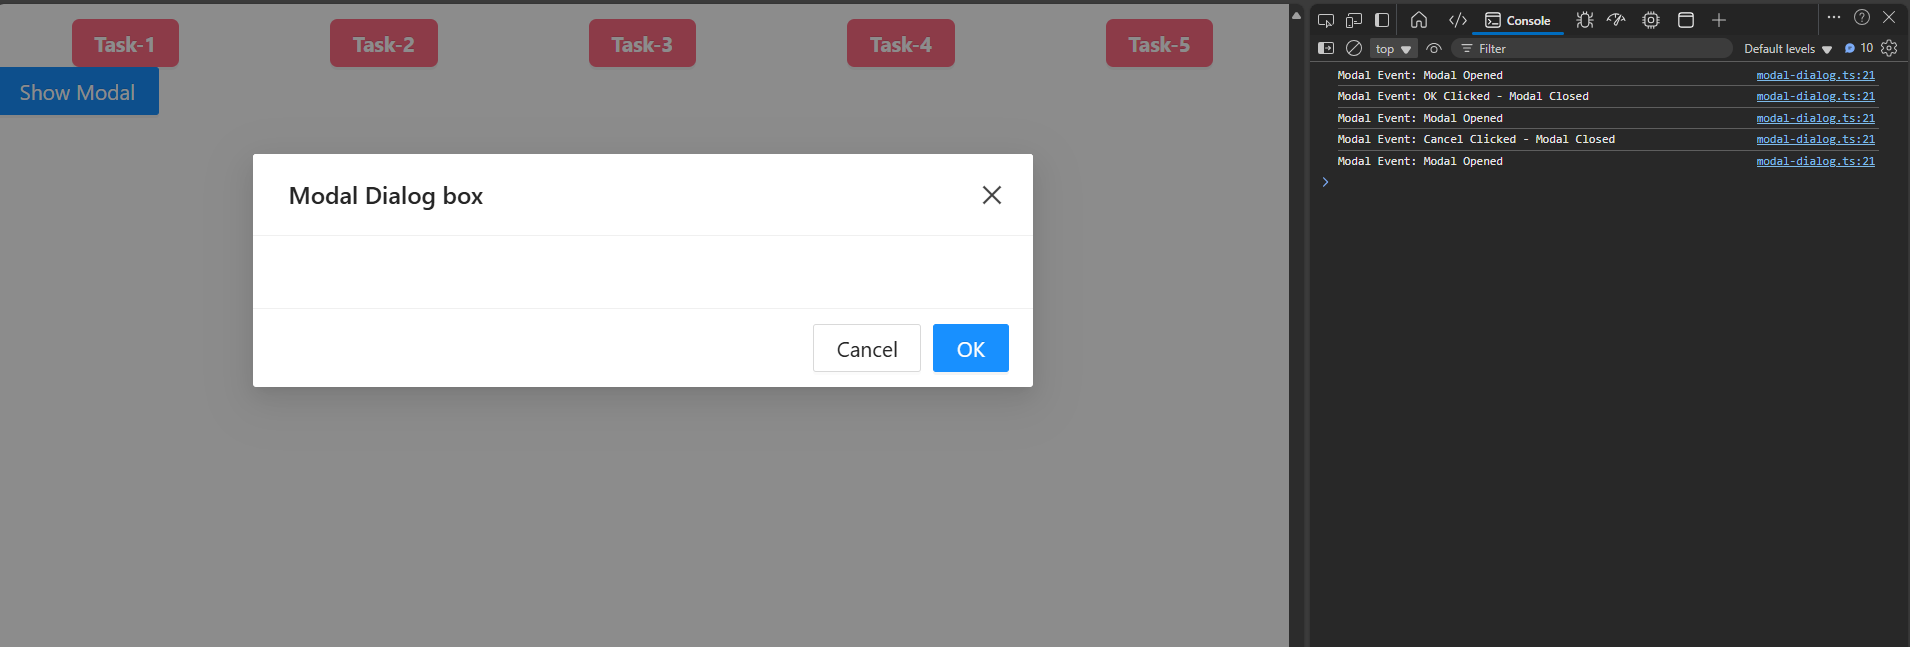 Task-1 Task-2 Task-3 Task-4 Task-5
Show Modal
Modal Dialog box
Cancel OK
Console
top Filter Default levels 10
Modal Event: Modal Opened modal-dialog.ts:21
Modal Event: OK Clicked - Modal Closed modal-dialog.ts:21
Modal Event: Modal Opened modal-dialog.ts:21
Modal Event: Cancel Clicked - Modal Closed modal-dialog.ts:21
Modal Event: Modal Opened modal-dialog.ts:21